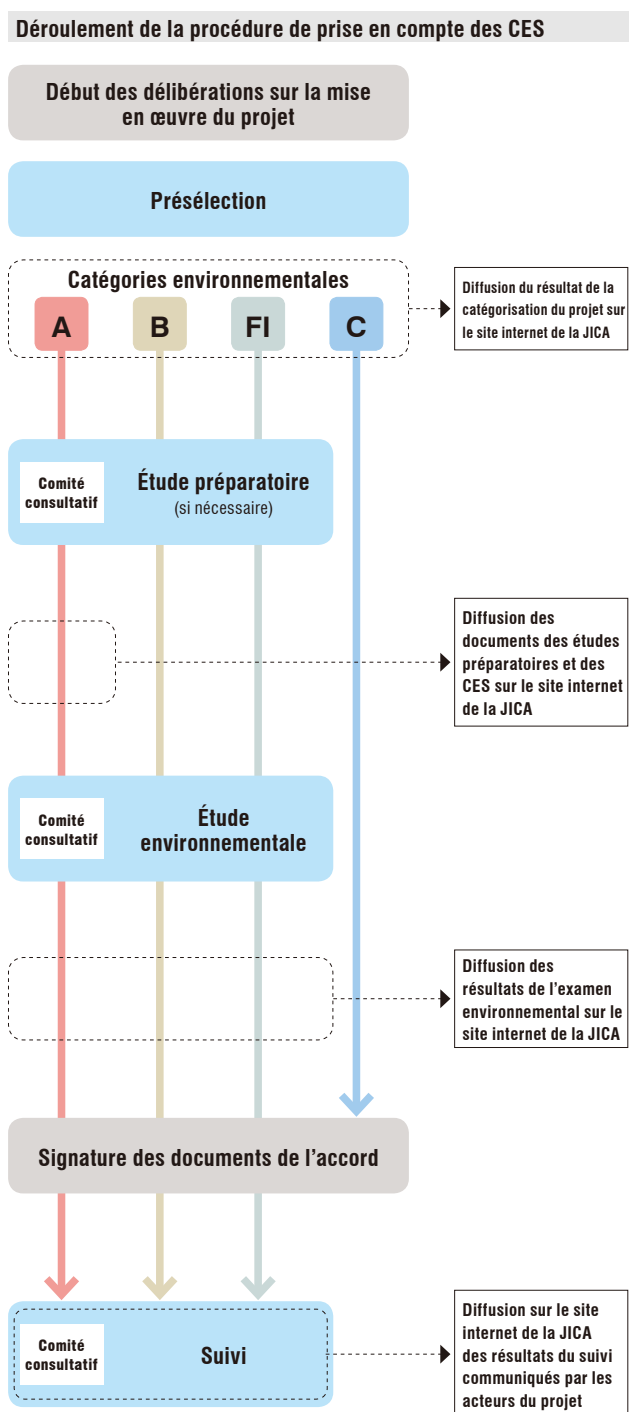 Déroulement de la procédure de prise en compte des CES
Début des délibérations sur la mise
en œuvre du projet
Présélection
Catégories environnementales
A B FI C
Diffusion du résultat de la
catégorisation du projet sur
le site internet de la JICA
Comité
consultatif
Étude préparatoire
(si nécessaire)
Diffusion des
documents des études
préparatoires et des
CES sur le site internet
de la JICA
Comité
consultatif
Étude
environnementale
Diffusion des
résultats de l’examen
environnemental sur le
site internet de la JICA
Signature des documents de l’accord
Comité
consultatif
Suivi
Diffusion sur le site
internet de la JICA
des résultats du suivi
communiqués par les
acteurs du projet